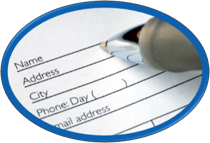 Name
Address
City
Phone: Day ( )
mail address